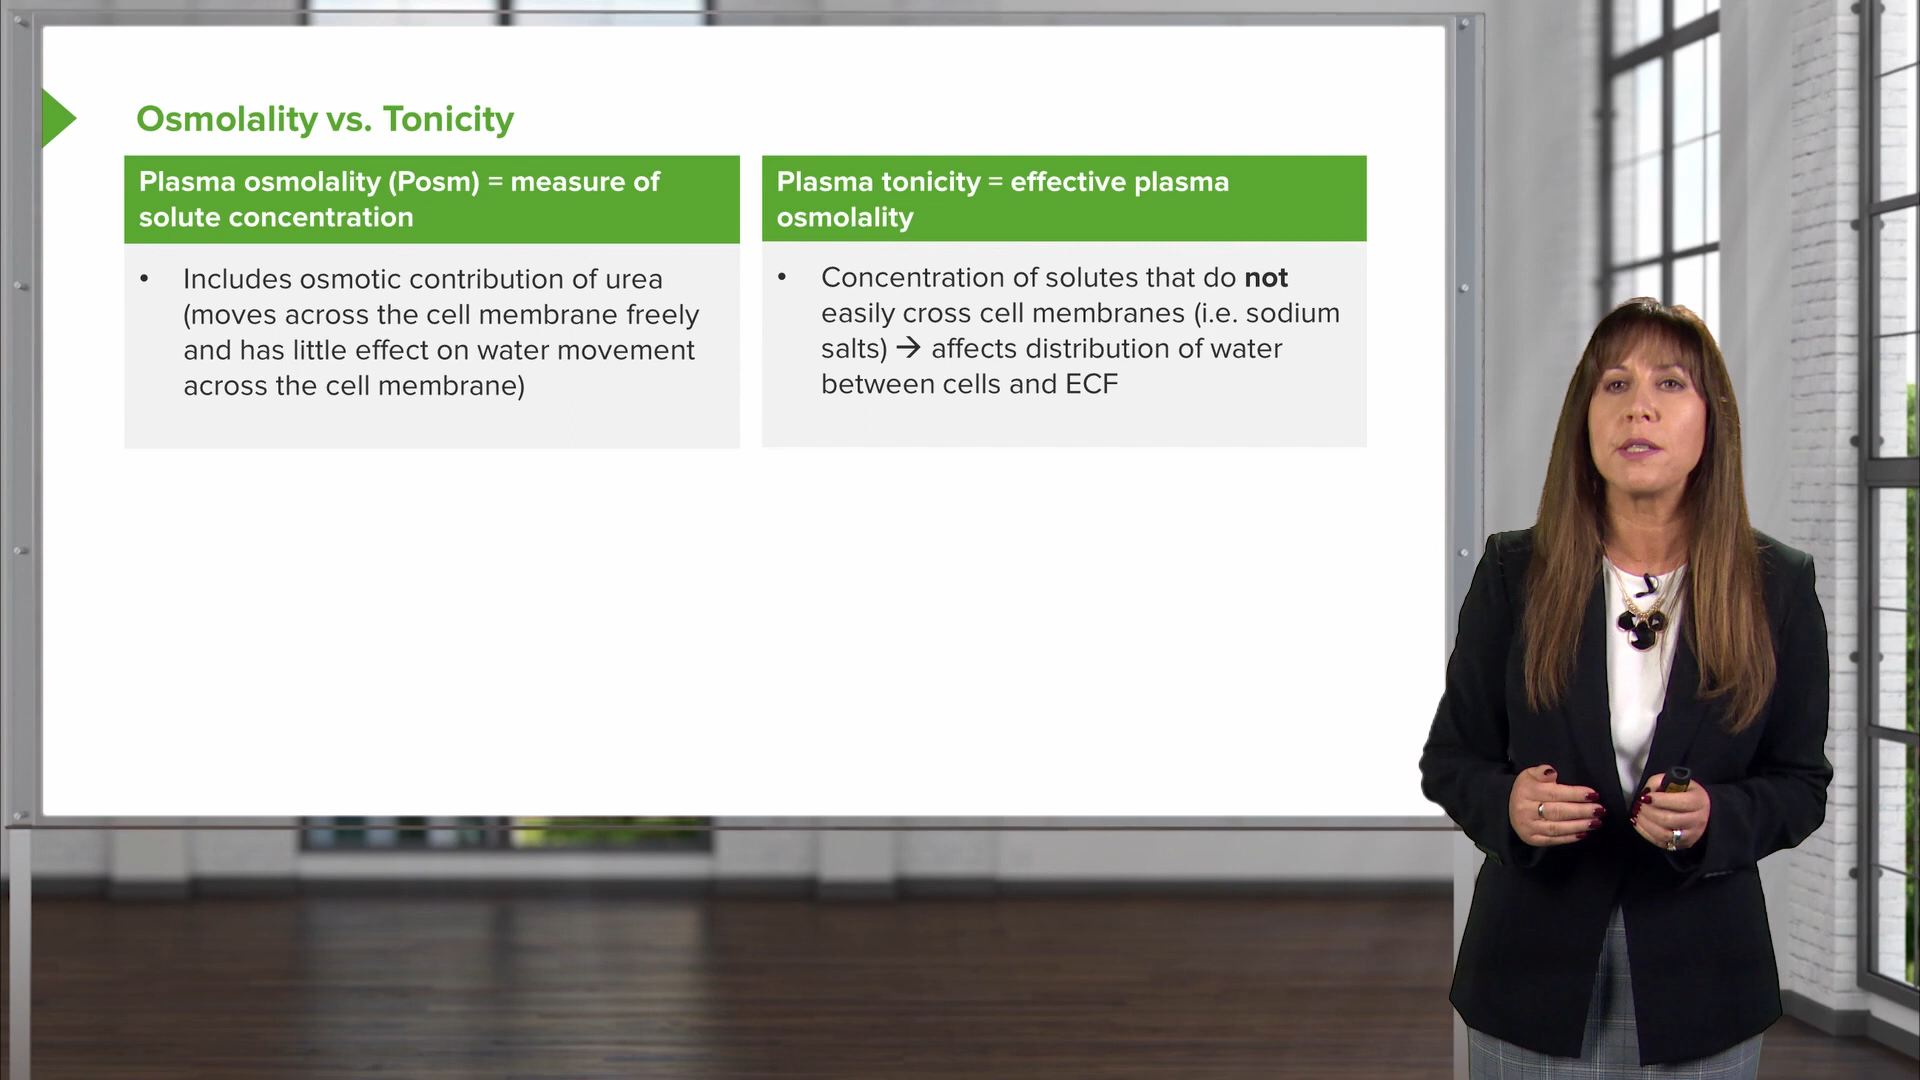 Osmolality vs. Tonicity
Plasma osmolality (Posm) = measure of
solute concentration
• Includes osmotic contribution of urea
(moves across the cell membrane freely
and has little effect on water movement
across the cell membrane)
Plasma tonicity = effective plasma
osmolality
• Concentration of solutes that do not
easily cross cell membranes (i.e. sodium
salts) → affects distribution of water
between cells and ECF